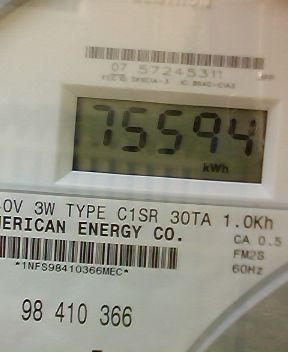 07 57245311
75594
kWh
0V 3W TYPE C1SR 30TA 1.0Kh
ERICAN ENERGY CO.
CA 0.5
FM2S
*1NFS98410366MEC*
60Hz
98 410 366